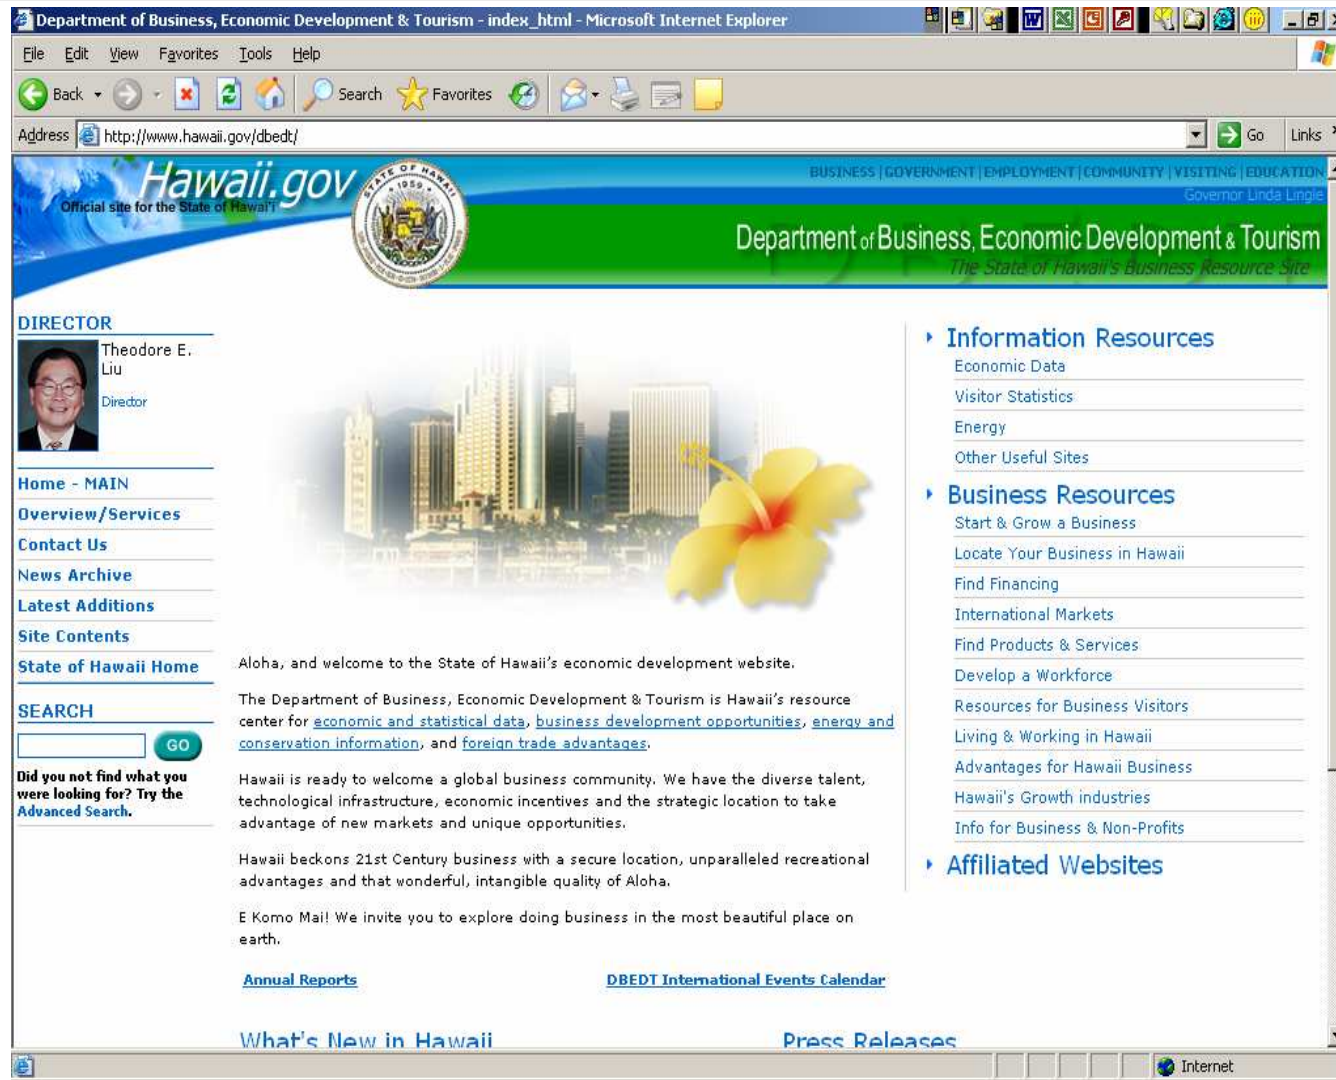 Department of Business, Economic Development & Tourism - index_html - Microsoft Internet Explorer
File Edit View Favorites Tools Help
Back Search Favorites
Address http://www.hawaii.gov/dbedt/ Go Links
Hawaii.gov
Official site for the State of Hawai'i
STATE OF HAWAII
1959
BUSINESS | GOVERNMENT | EMPLOYMENT | COMMUNITY | VISITING | EDUCATION
Governor Linda Lingle
Department of Business, Economic Development & Tourism
The State of Hawaii's Business Resource Site
DIRECTOR
Theodore E.
Liu
Director
Home - MAIN
Overview/Services
Contact Us
News Archive
Latest Additions
Site Contents
State of Hawaii Home
SEARCH
GO
Did you not find what you
were looking for? Try the
Advanced Search.
Aloha, and welcome to the State of Hawaii's economic development website.
The Department of Business, Economic Development & Tourism is Hawaii's resource
center for economic and statistical data, business development opportunities, energy and
conservation information, and foreign trade advantages.
Hawaii is ready to welcome a global business community. We have the diverse talent,
technological infrastructure, economic incentives and the strategic location to take
advantage of new markets and unique opportunities.
Hawaii beckons 21st Century business with a secure location, unparalleled recreational
advantages and that wonderful, intangible quality of Aloha.
E Komo Mai! We invite you to explore doing business in the most beautiful place on
earth.
Annual Reports DBEDT International Events Calendar
What's New in Hawaii Press Releases
Information Resources
Economic Data
Visitor Statistics
Energy
Other Useful Sites
Business Resources
Start & Grow a Business
Locate Your Business in Hawaii
Find Financing
International Markets
Find Products & Services
Develop a Workforce
Resources for Business Visitors
Living & Working in Hawaii
Advantages for Hawaii Business
Hawaii's Growth industries
Info for Business & Non-Profits
Affiliated Websites
Internet